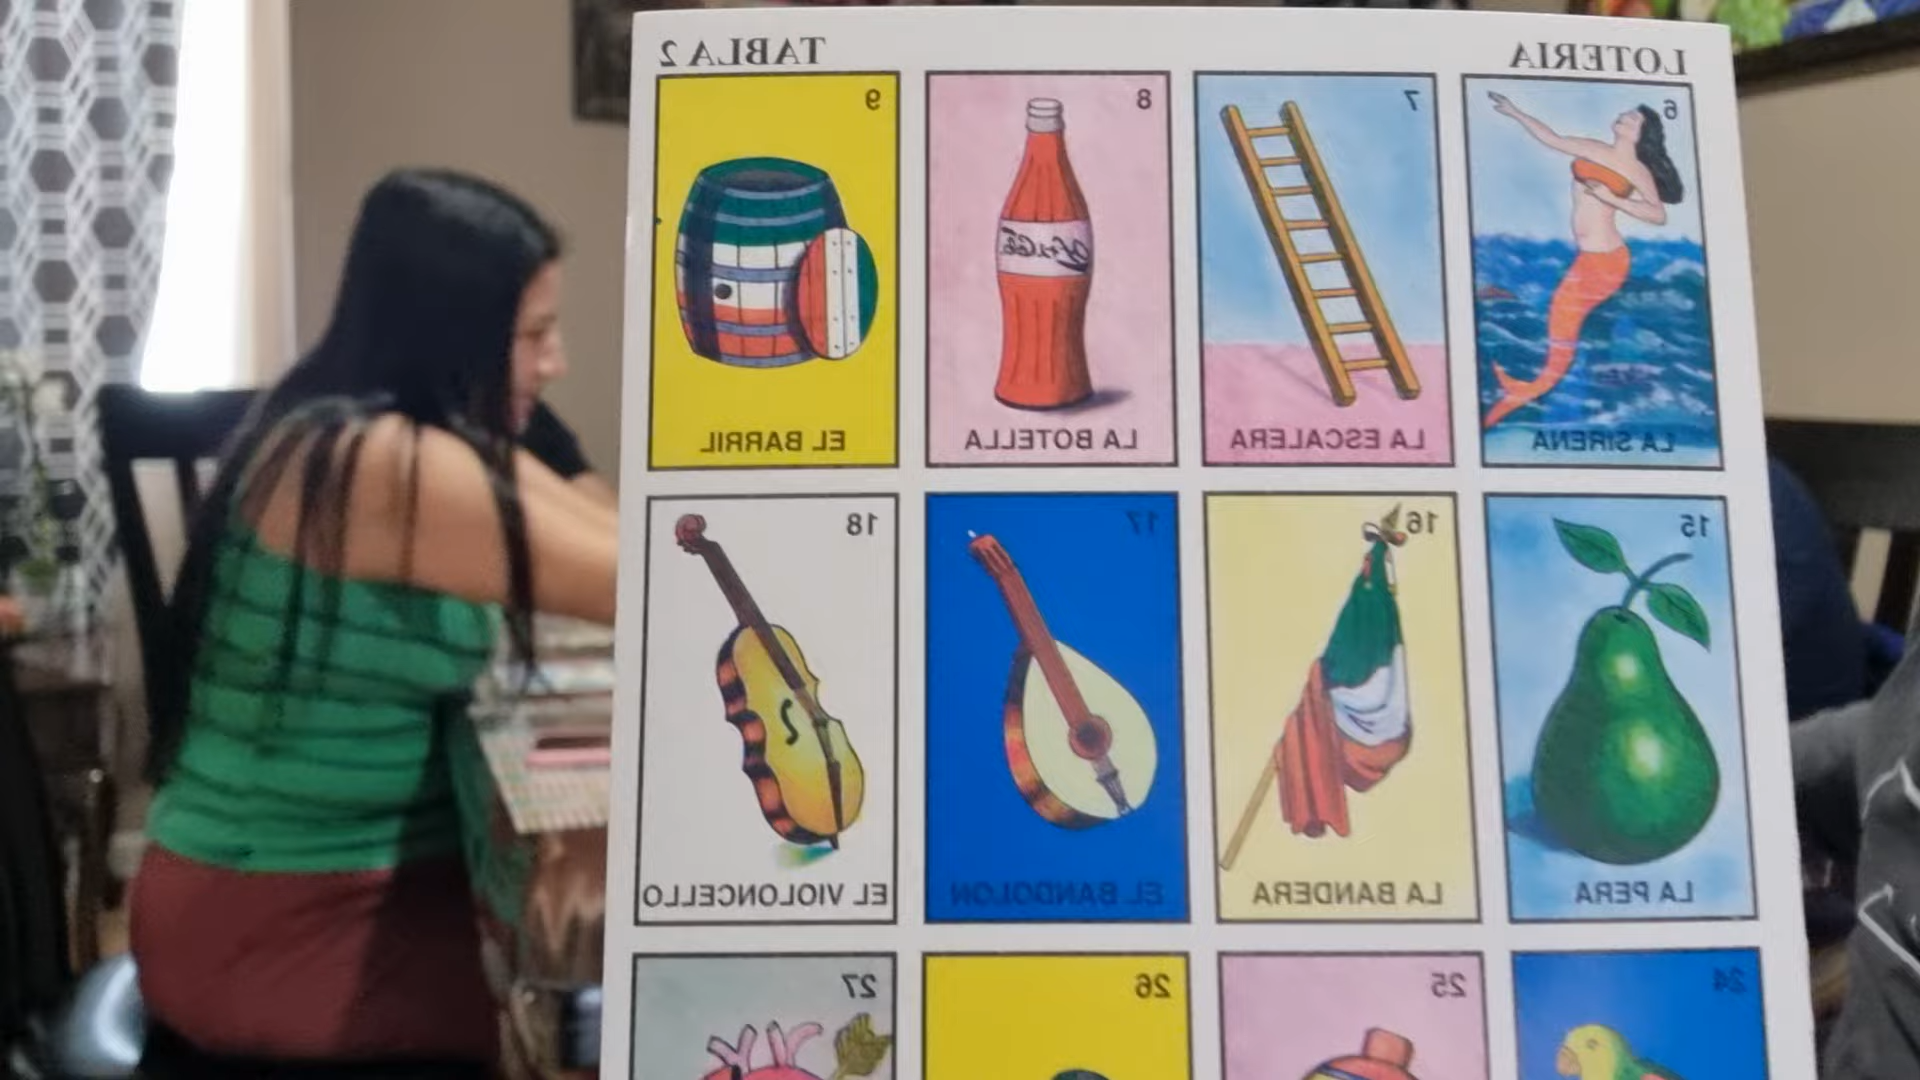 LOTERIA TABLA 2
6 7 8 9
LA SIRENA LA ESCALERA LA BOTELLA EL BARRIL
15 16 17 18
LA PERA LA BANDERA EL BANDOLON EL VIOLONCELLO
24 25 26 27